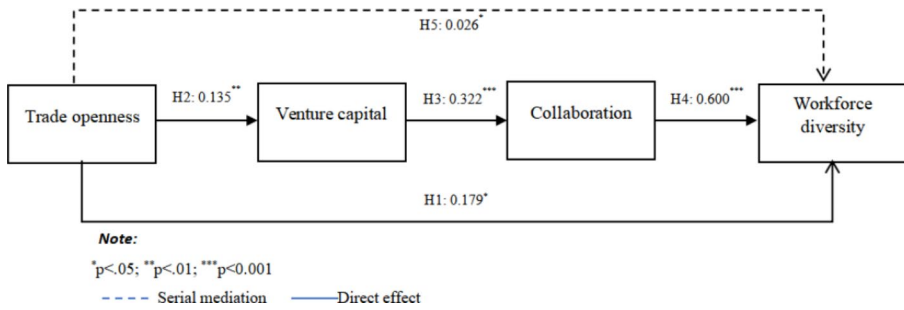 H5: 0.026*
H2: 0.135**
H3: 0.322***
H4: 0.600***
Trade openness
Venture capital
Collaboration
Workforce
diversity
H1: 0.179*
Note:
*p<.05; **p<.01; ***p<0.001
Serial mediation
Direct effect